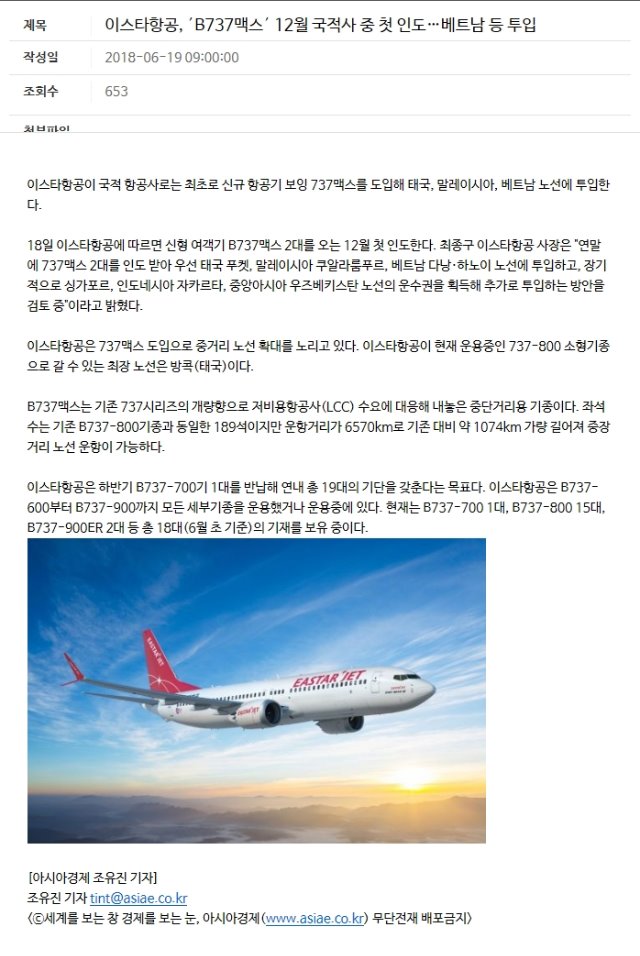 제목 이스타항공, ´B737맥스´ 12월 국적사 중 첫 인도…베트남 등 투입
작성일 2018-06-19 09:00:00
조회수 653
첨부파일
이스타항공이 국적 항공사로는 최초로 신규 항공기 보잉 737맥스를 도입해 태국, 말레이시아, 베트남 노선에 투입한
다.
18일 이스타항공에 따르면 신형 여객기 B737맥스 2대를 오는 12월 첫 인도한다. 최종구 이스타항공 사장은 "연말
에 737맥스 2대를 인도 받아 우선 태국 푸켓, 말레이시아 쿠알라룸푸르, 베트남 다낭·하노이 노선에 투입하고, 장기
적으로 싱가포르, 인도네시아 자카르타, 중앙아시아 우즈베키스탄 노선의 운수권을 획득해 추가로 투입하는 방안을
검토 중"이라고 밝혔다.
이스타항공은 737맥스 도입으로 중거리 노선 확대를 노리고 있다. 이스타항공이 현재 운용중인 737-800 소형기종
으로 갈 수 있는 최장 노선은 방콕(태국)이다.
B737맥스는 기존 737시리즈의 개량향으로 저비용항공사(LCC) 수요에 대응해 내놓은 중단거리용 기종이다. 좌석
수는 기존 B737-800기종과 동일한 189석이지만 운항거리가 6570km로 기존 대비 약 1074km 가량 길어져 중장
거리 노선 운항이 가능하다.
이스타항공은 하반기 B737-700기 1대를 반납해 연내 총 19대의 기단을 갖춘다는 목표다. 이스타항공은 B737-
600부터 B737-900까지 모든 세부기종을 운용했거나 운용중에 있다. 현재는 B737-700 1대, B737-800 15대,
B737-900ER 2대 등 총 18대(6월 초 기준)의 기재를 보유 중이다.
EASTAR JET
EASTAR JET
EASTAR JET
[아시아경제 조유진 기자]
조유진 기자 tint@asiae.co.kr
<ⓒ세계를 보는 창 경제를 보는 눈, 아시아경제(www.asiae.co.kr) 무단전재 배포금지>